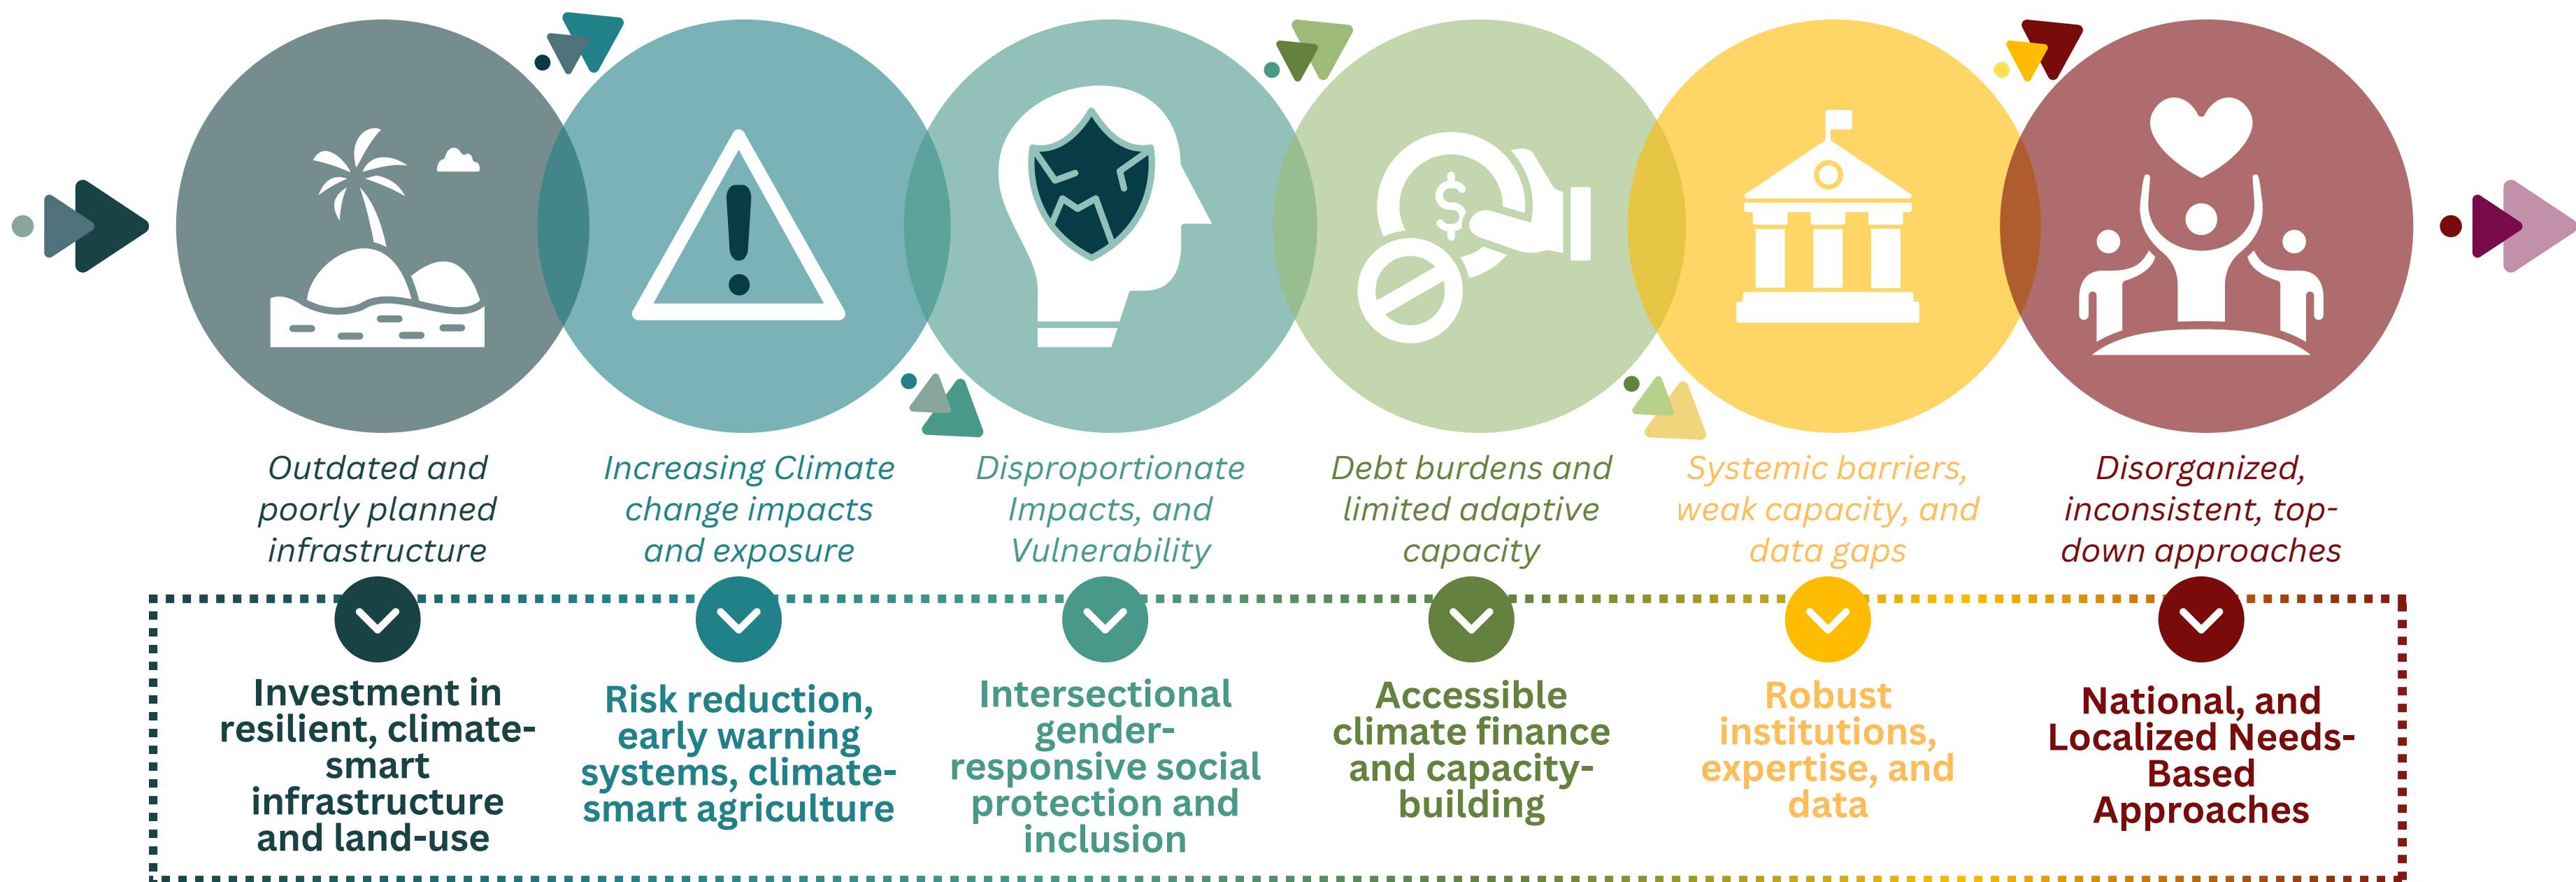 $
Outdated and
poorly planned
infrastructure
Increasing Climate
change impacts
and exposure
Disproportionate
Impacts, and
Vulnerability
Debt burdens and
limited adaptive
capacity
Systemic barriers,
weak capacity, and
data gaps
Disorganized,
inconsistent, top-
down approaches
Investment in
resilient, climate-
smart
infrastructure
and land-use
Risk reduction,
early warning
systems, climate-
smart agriculture
Intersectional
gender-
responsive social
protection and
inclusion
Accessible
climate finance
and capacity-
building
Robust
institutions,
expertise, and
data
National, and
Localized Needs-
Based
Approaches